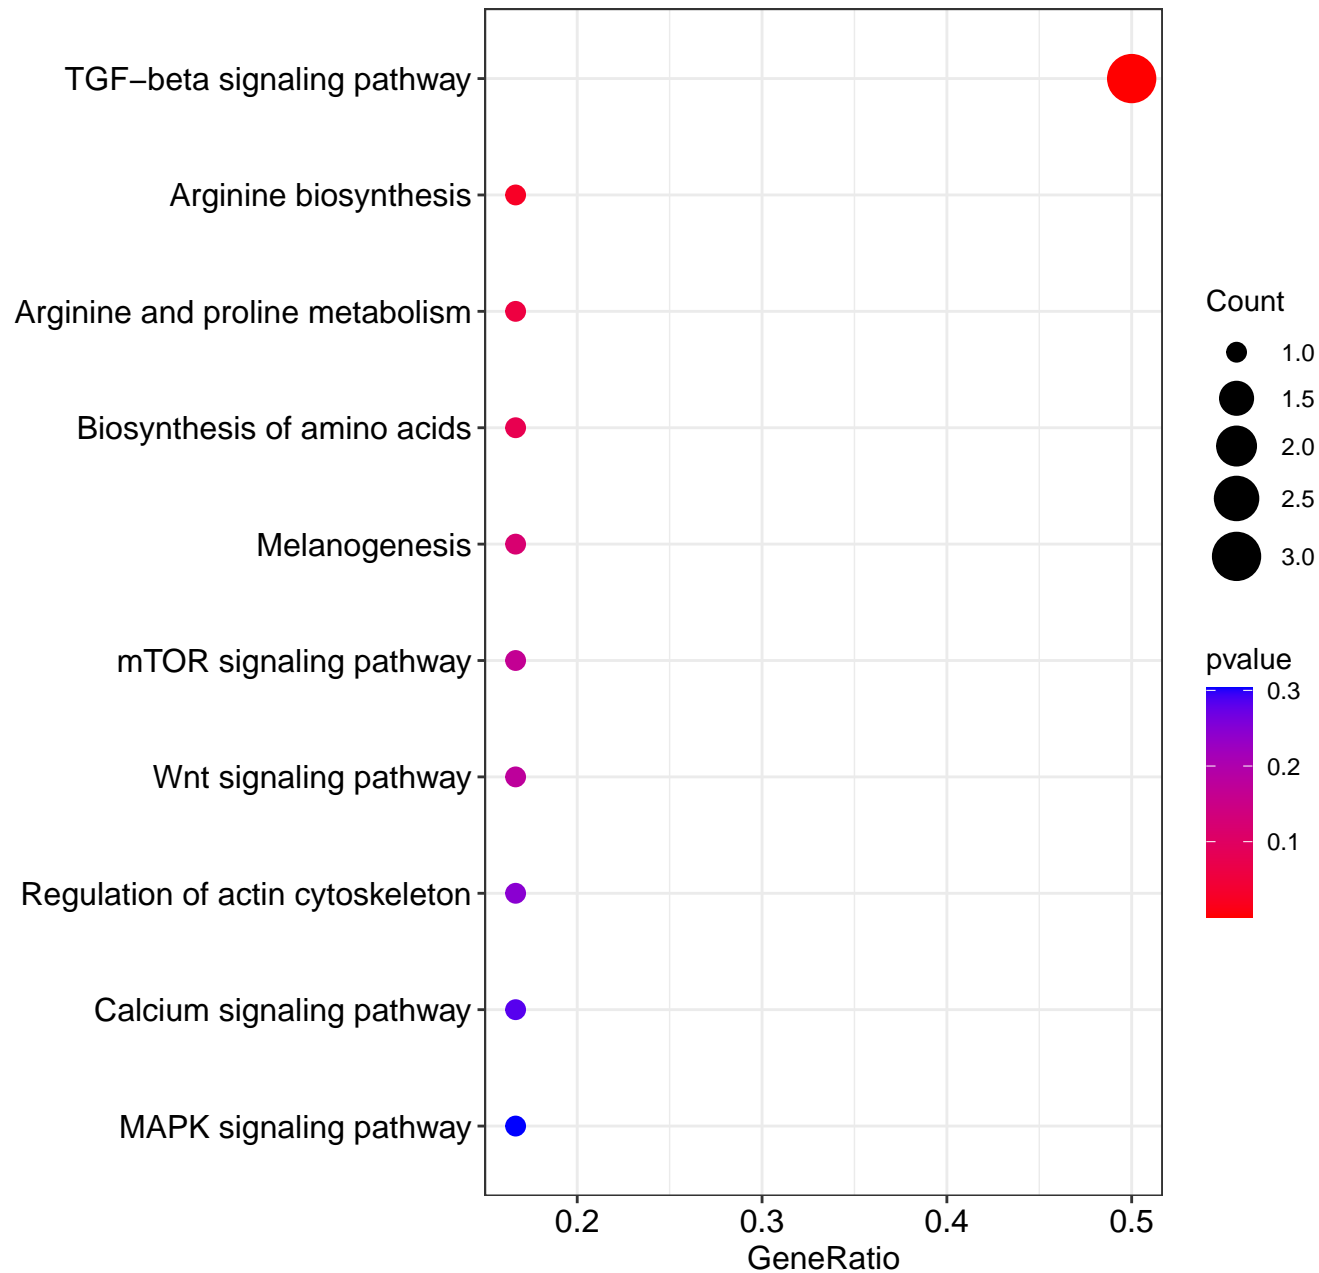 TGF−beta signaling pathway
Arginine biosynthesis
Arginine and proline metabolism
Biosynthesis of amino acids
Melanogenesis
mTOR signaling pathway
Wnt signaling pathway
Regulation of actin cytoskeleton
Calcium signaling pathway
MAPK signaling pathway
0.2 0.3 0.4 0.5
GeneRatio
Count
1.0
1.5
2.0
2.5
3.0
pvalue
0.3
0.2
0.1